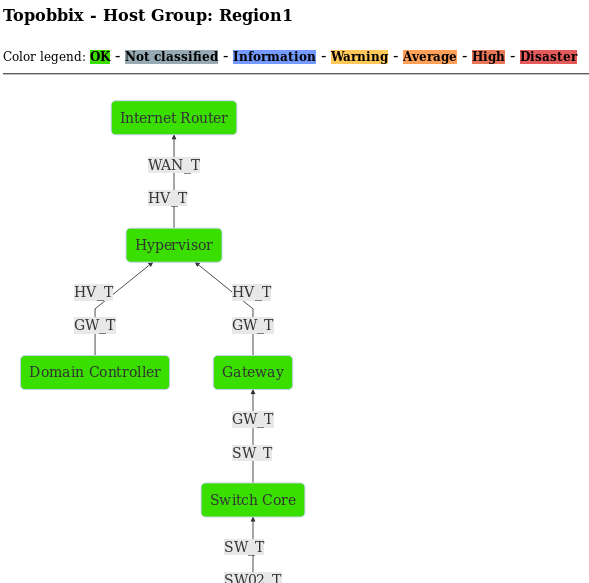 Topobbix - Host Group: Region1
Color legend: OK - Not classified - Information - Warning - Average - High - Disaster
Internet Router
WAN_T
HV_T
Hypervisor
HV_T HV_T
GW_T GW_T
Domain Controller Gateway
GW_T
SW_T
Switch Core
SW_T
SW02_T